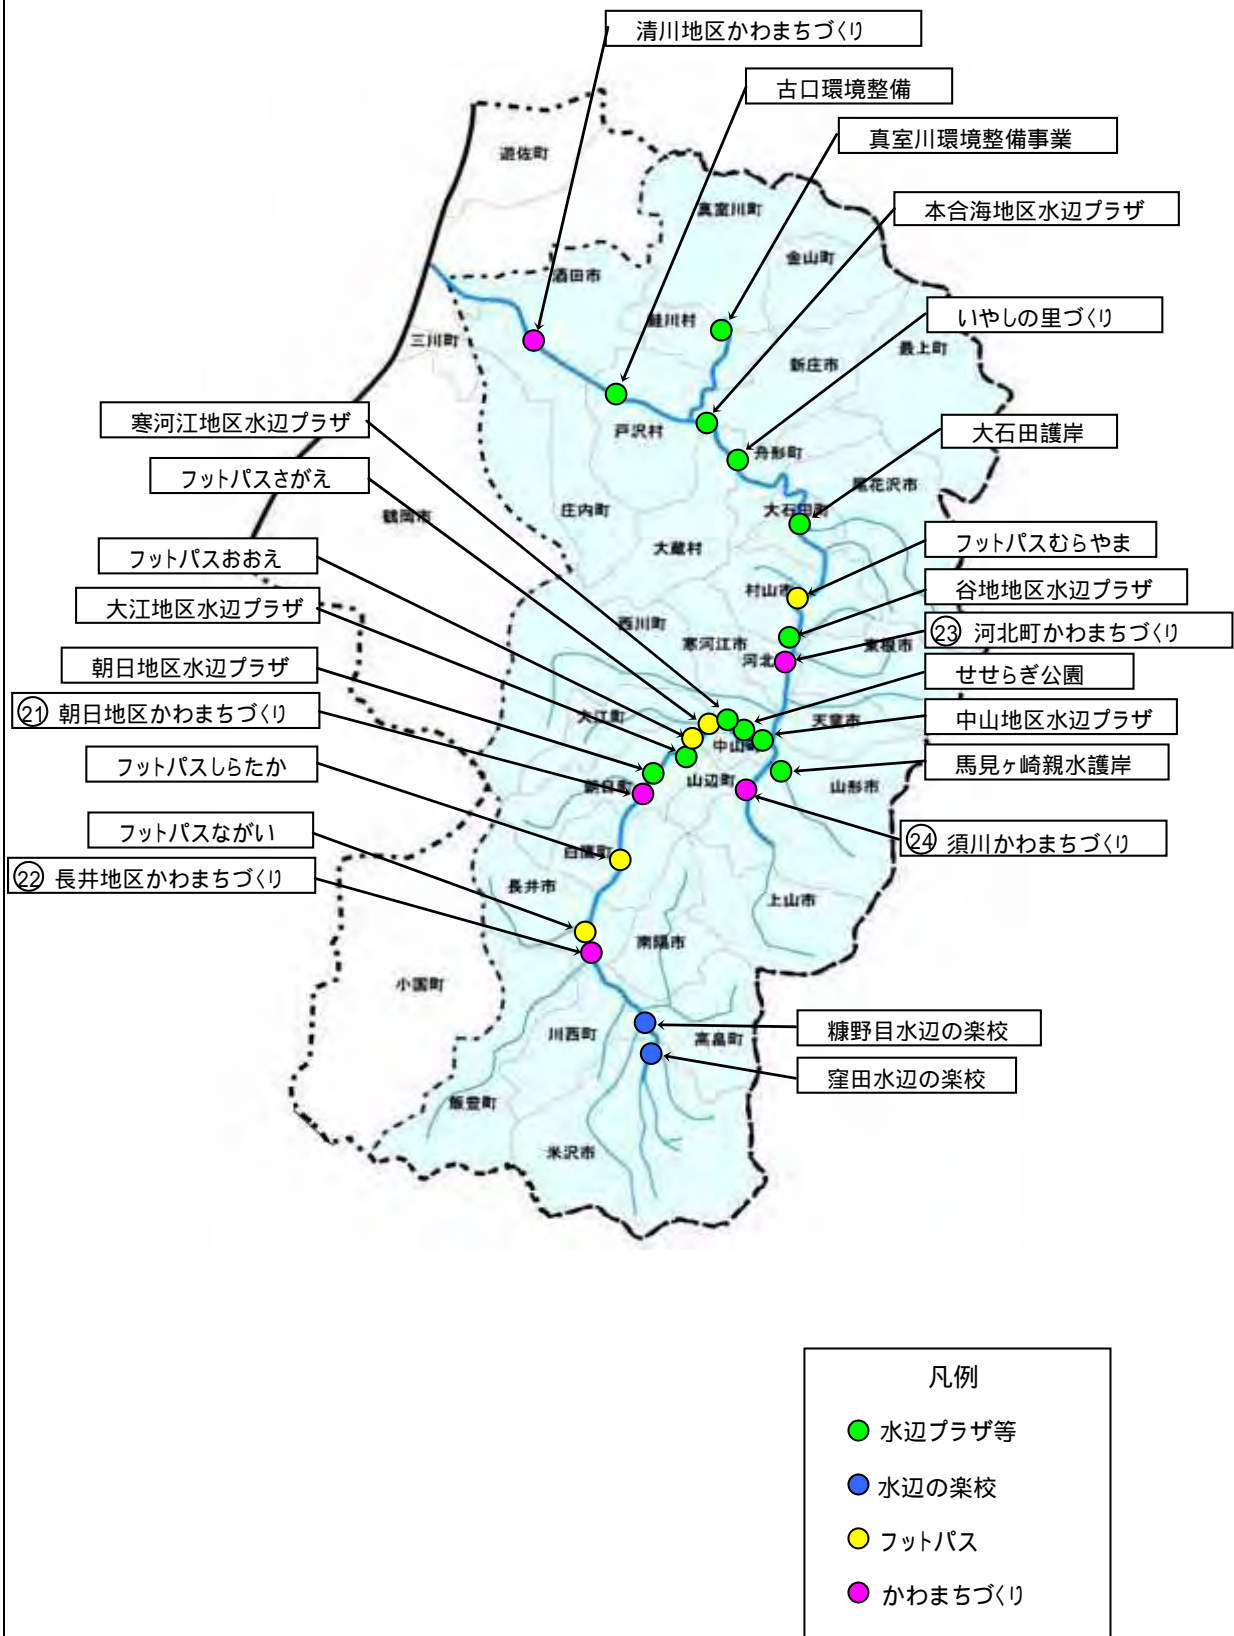 清川地区かわまちづくり
古口環境整備
真室川環境整備事業
本合海地区水辺プラザ
いやしの里づくり
大石田護岸
フットパスむらやま
谷地地区水辺プラザ
㉓ 河北町かわまちづくり
せせらぎ公園
中山地区水辺プラザ
馬見ヶ崎親水護岸
㉔ 須川かわまちづくり
糠野目水辺の楽校
窪田水辺の楽校
寒河江地区水辺プラザ
フットパスさがえ
フットパスおおえ
大江地区水辺プラザ
朝日地区水辺プラザ
㉑ 朝日地区かわまちづくり
フットパスしらたか
フットパスながい
㉒ 長井地区かわまちづくり
遊佐町
真室川町
金山町
酒田市
鮭川村
三川町
新庄市
最上町
戸沢村
舟形町
尾花沢市
庄内町
鶴岡市
大石田町
大蔵村
村山市
西川町
寒河江市
河北
東根市
大江町
天童市
中山町
山辺町
朝日町
山形市
白鷹町
長井市
上山市
南陽市
小国町
川西町
高畠町
飯豊町
米沢市
凡例
水辺プラザ等
水辺の楽校
フットパス
かわまちづくり